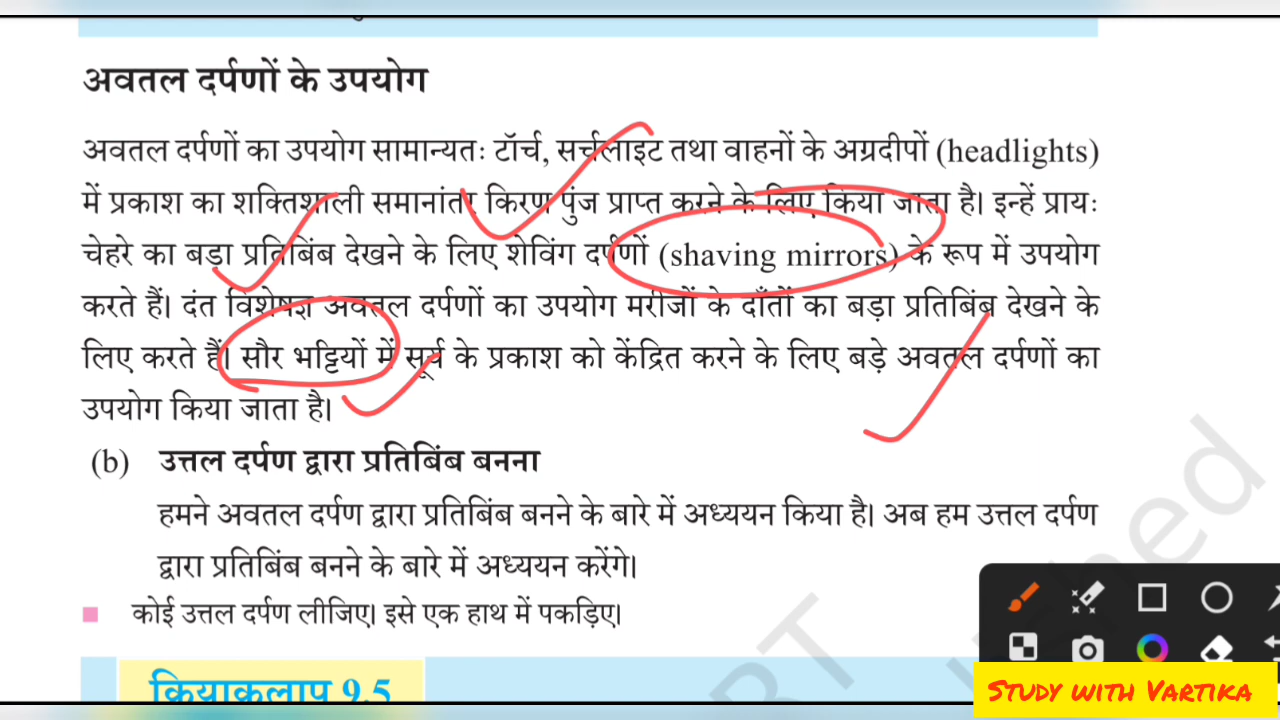 अवतल दर्पणों के उपयोग
अवतल दर्पणों का उपयोग सामान्यतः टॉर्च, सर्चलाइट तथा वाहनों के अग्रदीपों (headlights)
में प्रकाश का शक्तिशाली समानांतर किरण पुंज प्राप्त करने के लिए किया जाता है। इन्हें प्रायः
चेहरे का बड़ा प्रतिबिंब देखने के लिए शेविंग दर्पणों (shaving mirrors) के रूप में उपयोग
करते हैं। दंत विशेषज्ञ अवतल दर्पणों का उपयोग मरीजों के दाँतों का बड़ा प्रतिबिंब देखने के
लिए करते हैं। सौर भट्टियों में सूर्य के प्रकाश को केंद्रित करने के लिए बड़े अवतल दर्पणों का
उपयोग किया जाता है।
(b) उत्तल दर्पण द्वारा प्रतिबिंब बनना
हमने अवतल दर्पण द्वारा प्रतिबिंब बनने के बारे में अध्ययन किया है। अब हम उत्तल दर्पण
द्वारा प्रतिबिंब बनने के बारे में अध्ययन करेंगे।
कोई उत्तल दर्पण लीजिए। इसे एक हाथ में पकड़िए।
क्रियाकलाप 9.5
STUDY WITH VARTIKA